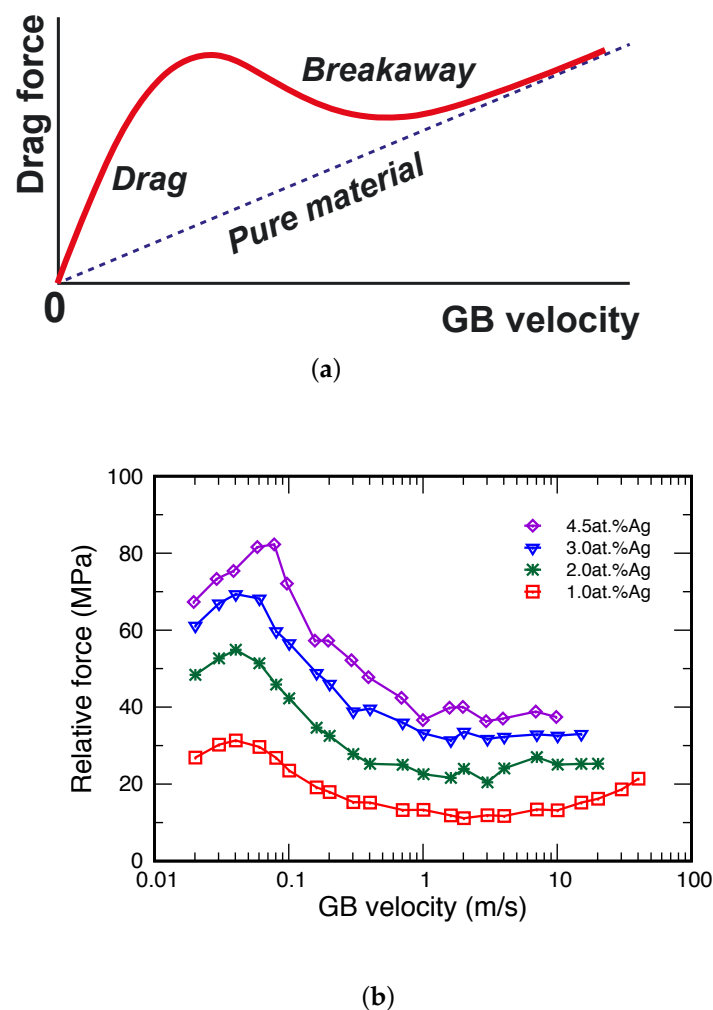 Drag force
Breakaway
Drag
Pure material
0
GB velocity
(a)
100
80
60
40
20
0
Relative force (MPa)
4.5at.%Ag
3.0at.%Ag
2.0at.%Ag
1.0at.%Ag
0.01 0.1 1 10 100
GB velocity (m/s)
(b)